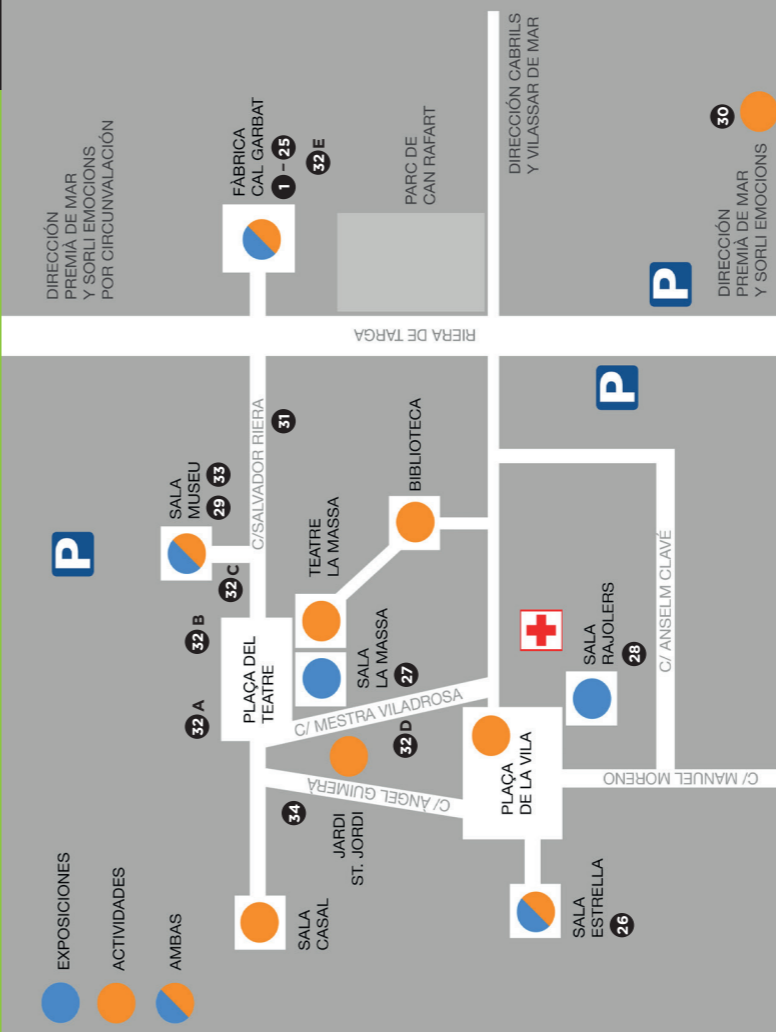 EXPOSICIONES
ACTIVIDADES
AMBAS
DIRECCIÓN
PREMIÀ DE MAR
Y SORLI EMOCIONS
POR CIRCUNVALACIÓN
FÀBRICA
CAL GARBAT
1 - 25
32 E
PARC DE
CAN RAFART
DIRECCIÓN CABRILS
Y VILASSAR DE MAR
DIRECCIÓN
PREMIÀ DE MAR
Y SORLI EMOCIONS
30
RIERA DE TARGA
P
P
P
SALA
MUSEU
29 33
C/SALVADOR RIERA
31
32 C
32 B
32 A
PLAÇA DEL
TEATRE
TEATRE
LA MASSA
BIBLIOTECA
SALA
LA MASSA
27
C/ MESTRA VILADROSA
32 D
C/ ÀNGEL GUIMERÀ
34
JARDI
ST. JORDI
SALA
CASAL
PLAÇA
DE LA VILA
SALA
RAJOLERS
28
C/ ANSELM CLAVÉ
C/ MANUEL MORENO
SALA
ESTRELLA
26